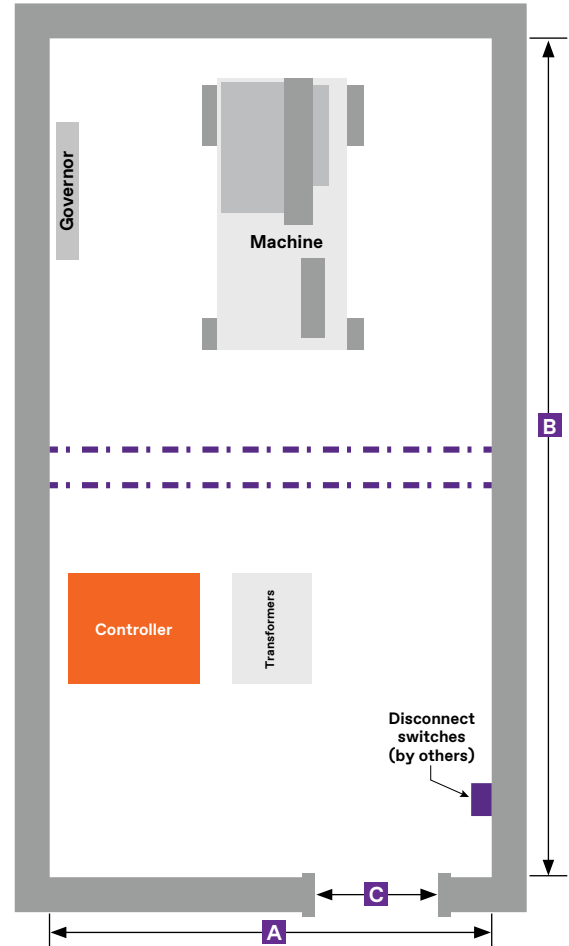 Governor
Machine
B
Controller
Transformers
Disconnect
switches
(by others)
C
A